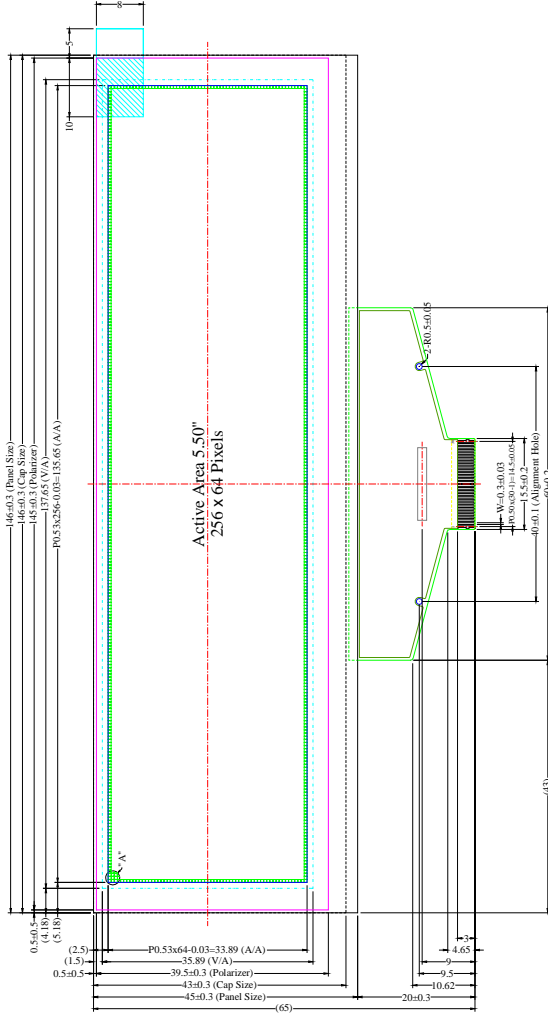 8
5
10
146±0.3 (Panel Size)
146±0.3 (Cap Size)
145±0.3 (Polarizer)
137.65 (V/A)
P0.53x256-0.03=135.65 (A/A)
Active Area 5.50"
256 x 64 Pixels
"A"
2-R0.5±0.05
W=0.3±0.03
P0.50x(30-1)=14.5±0.05
15.5±0.2
40±0.1 (Alignment Hole)
60±0.2
(43)
0.5±0.5
(4.18)
(5.18)
(2.5)
P0.53x64-0.03=33.89 (A/A)
(1.5)
35.89 (V/A)
0.5±0.5
39.5±0.3 (Polarizer)
43±0.3 (Cap Size)
45±0.3 (Panel Size)
(65)
3
4.65
9
9.5
10.62
20±0.3